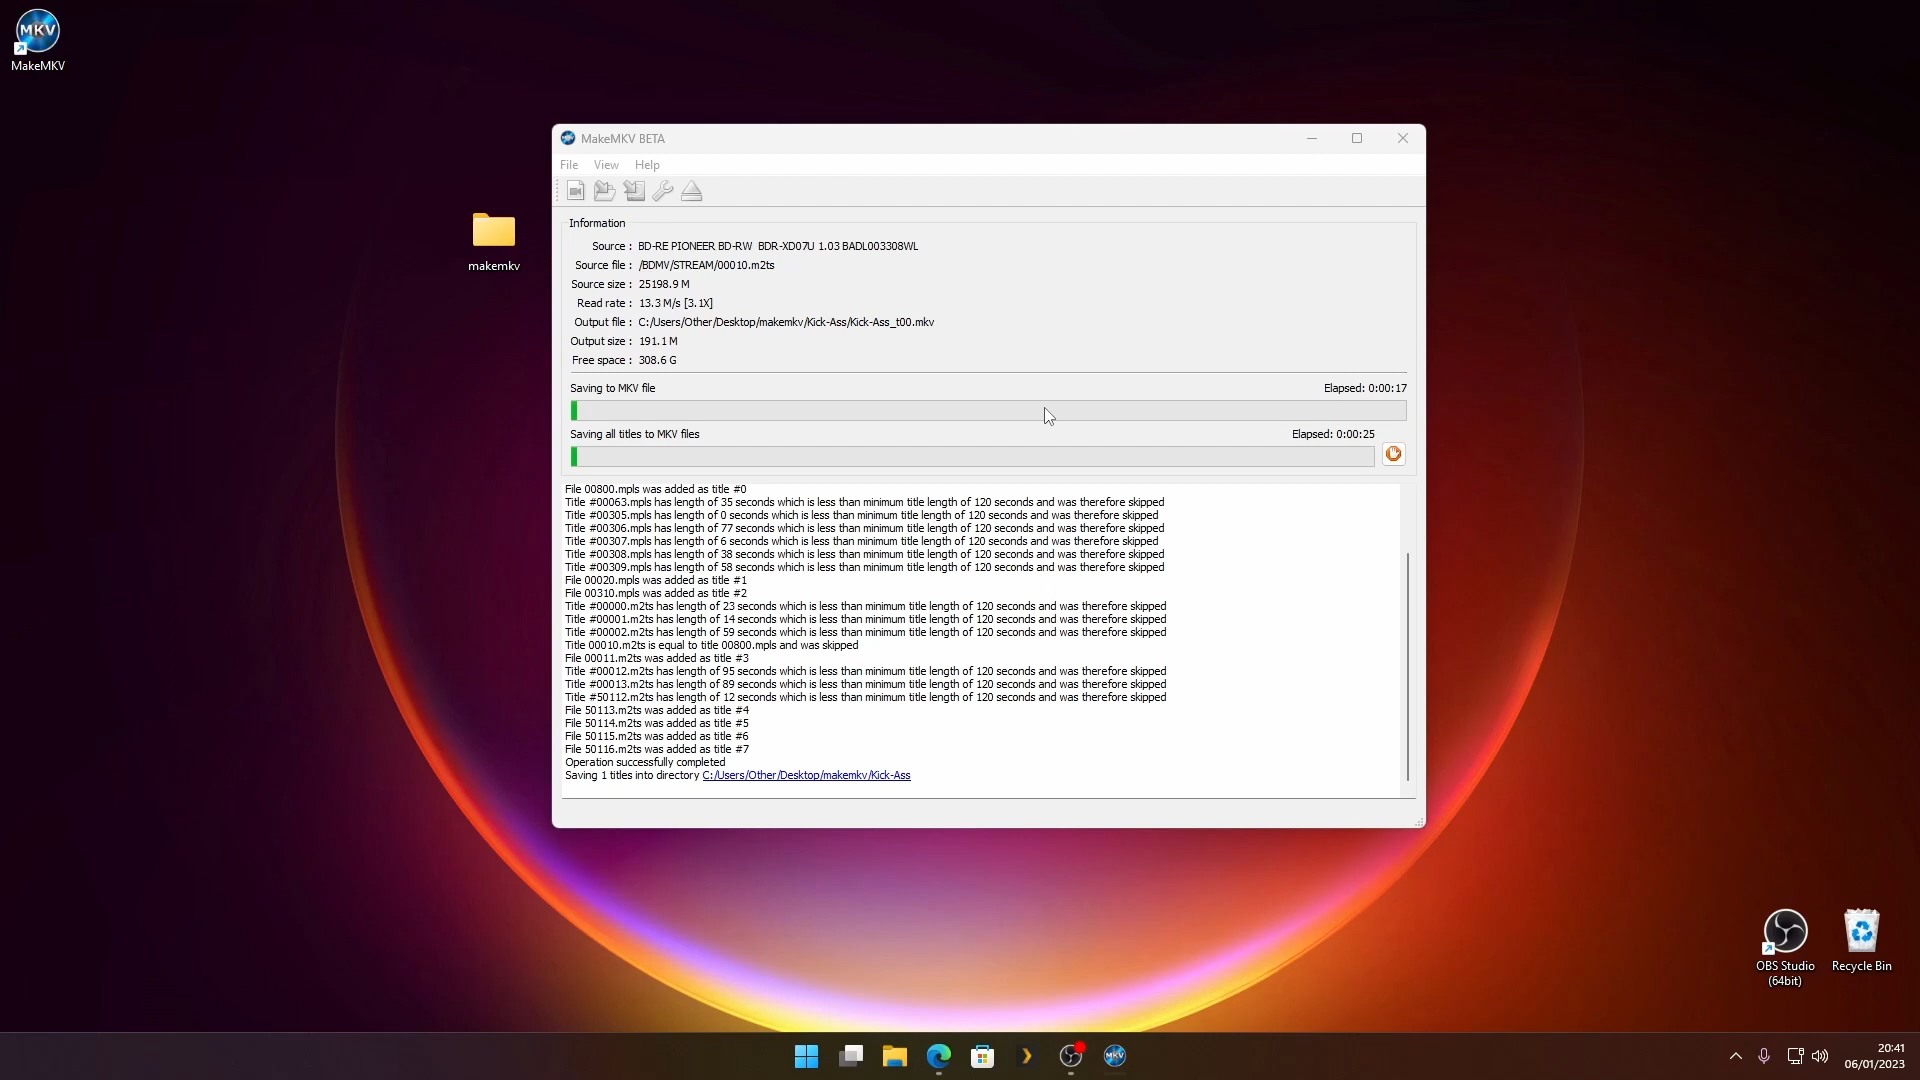 MKV
MakeMKV
makemkv
MakeMKV BETA
File View Help
Information
Source : BD-RE PIONEER BD-RW BDR-XD07U 1.03 BADL003308WL
Source file : /BDMV/STREAM/00010.m2ts
Source size : 25198.9 M
Read rate : 13.3 M/s [3.1X]
Output file : C:/Users/Other/Desktop/makemkv/Kick-Ass/Kick-Ass_t00.mkv
Output size : 191.1 M
Free space : 308.6 G
Saving to MKV file Elapsed: 0:00:17
Saving all titles to MKV files Elapsed: 0:00:25
File 00800.mpls was added as title #0
Title #00063.mpls has length of 35 seconds which is less than minimum title length of 120 seconds and was therefore skipped
Title #00305.mpls has length of 0 seconds which is less than minimum title length of 120 seconds and was therefore skipped
Title #00306.mpls has length of 77 seconds which is less than minimum title length of 120 seconds and was therefore skipped
Title #00307.mpls has length of 6 seconds which is less than minimum title length of 120 seconds and was therefore skipped
Title #00308.mpls has length of 38 seconds which is less than minimum title length of 120 seconds and was therefore skipped
Title #00309.mpls has length of 58 seconds which is less than minimum title length of 120 seconds and was therefore skipped
File 00020.mpls was added as title #1
File 00310.mpls was added as title #2
Title #00000.m2ts has length of 23 seconds which is less than minimum title length of 120 seconds and was therefore skipped
Title #00001.m2ts has length of 14 seconds which is less than minimum title length of 120 seconds and was therefore skipped
Title #00002.m2ts has length of 59 seconds which is less than minimum title length of 120 seconds and was therefore skipped
Title 00010.m2ts is equal to title 00800.mpls and was skipped
File 00011.m2ts was added as title #3
Title #00012.m2ts has length of 95 seconds which is less than minimum title length of 120 seconds and was therefore skipped
Title #00013.m2ts has length of 89 seconds which is less than minimum title length of 120 seconds and was therefore skipped
Title #50112.m2ts has length of 12 seconds which is less than minimum title length of 120 seconds and was therefore skipped
File 50113.m2ts was added as title #4
File 50114.m2ts was added as title #5
File 50115.m2ts was added as title #6
File 50116.m2ts was added as title #7
Operation successfully completed
Saving 1 titles into directory C:/Users/Other/Desktop/makemkv/Kick-Ass
OBS Studio
(64bit)
Recycle Bin
MKV
20:41
06/01/2023